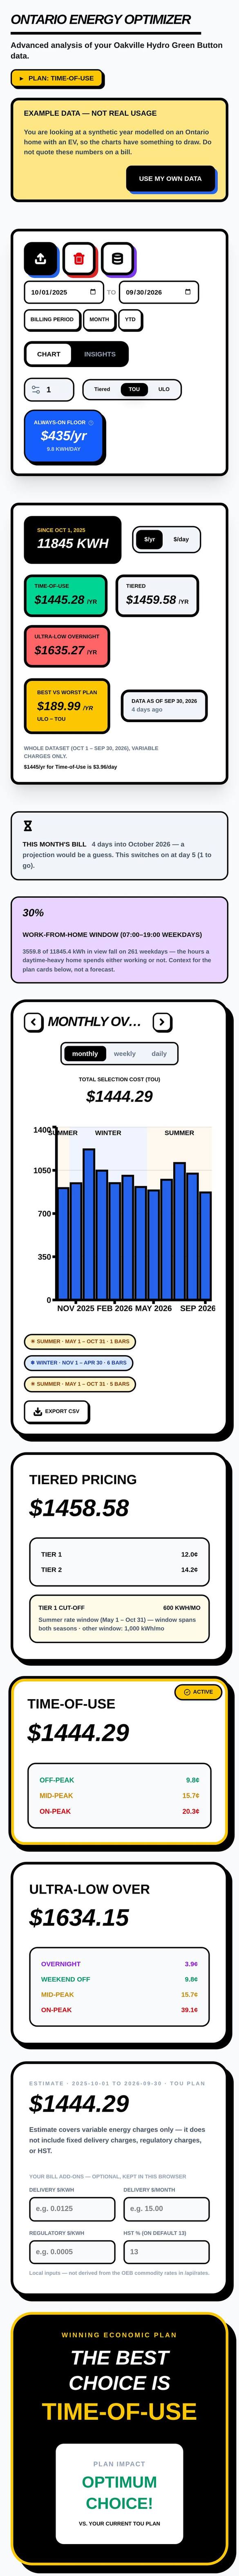 ONTARIO ENERGY OPTIMIZER
Advanced analysis of your Oakville Hydro Green Button
data.
► PLAN: TIME-OF-USE
EXAMPLE DATA — NOT REAL USAGE
You are looking at a synthetic year modelled on an Ontario
home with an EV, so the charts have something to draw. Do
not quote these numbers on a bill.
USE MY OWN DATA
10/01/2025 TO 09/30/2026
BILLING PERIOD MONTH YTD
CHART INSIGHTS
1 Tiered TOU ULO
ALWAYS-ON FLOOR
$435/yr
9.8 KWH/DAY
SINCE OCT 1, 2025
11845 KWH
$/yr $/day
TIME-OF-USE
$1445.28 /YR
TIERED
$1459.58 /YR
ULTRA-LOW OVERNIGHT
$1635.27 /YR
BEST VS WORST PLAN
$189.99 /YR
ULO − TOU
DATA AS OF SEP 30, 2026
4 days ago
WHOLE DATASET (OCT 1 – SEP 30, 2026), VARIABLE
CHARGES ONLY.
$1445/yr for Time-of-Use is $3.96/day
THIS MONTH'S BILL 4 days into October 2026 — a
projection would be a guess. This switches on at day 5 (1 to
go).
30%
WORK-FROM-HOME WINDOW (07:00–19:00 WEEKDAYS)
3559.8 of 11845.4 kWh in view fall on 261 weekdays — the hours a
daytime-heavy home spends either working or not. Context for the
plan cards below, not a forecast.
MONTHLY OV…
monthly weekly daily
TOTAL SELECTION COST (TOU)
$1444.29
1400
SUMMER WINTER SUMMER
1050
700
350
0
NOV 2025 FEB 2026 MAY 2026 SEP 2026
☀ SUMMER · MAY 1 – OCT 31 · 1 BARS
❄ WINTER · NOV 1 – APR 30 · 6 BARS
☀ SUMMER · MAY 1 – OCT 31 · 5 BARS
EXPORT CSV
TIERED PRICING
$1458.58
TIER 1 12.0¢
TIER 2 14.2¢
TIER 1 CUT-OFF 600 KWH/MO
Summer rate window (May 1 – Oct 31) — window spans
both seasons · other window: 1,000 kWh/mo
ACTIVE
TIME-OF-USE
$1444.29
OFF-PEAK 9.8¢
MID-PEAK 15.7¢
ON-PEAK 20.3¢
ULTRA-LOW OVER
$1634.15
OVERNIGHT 3.9¢
WEEKEND OFF 9.8¢
MID-PEAK 15.7¢
ON-PEAK 39.1¢
ESTIMATE · 2025-10-01 TO 2026-09-30 · TOU PLAN
$1444.29
Estimate covers variable energy charges only — it does
not include fixed delivery charges, regulatory charges,
or HST.
YOUR BILL ADD-ONS — OPTIONAL, KEPT IN THIS BROWSER
DELIVERY $/KWH DELIVERY $/MONTH
e.g. 0.0125 e.g. 15.00
REGULATORY $/KWH HST % (ON DEFAULT 13)
e.g. 0.0005 13
Local inputs — not derived from the OEB commodity rates in /api/rates.
WINNING ECONOMIC PLAN
THE BEST
CHOICE IS
TIME-OF-USE
PLAN IMPACT
OPTIMUM
CHOICE!
VS. YOUR CURRENT TOU PLAN